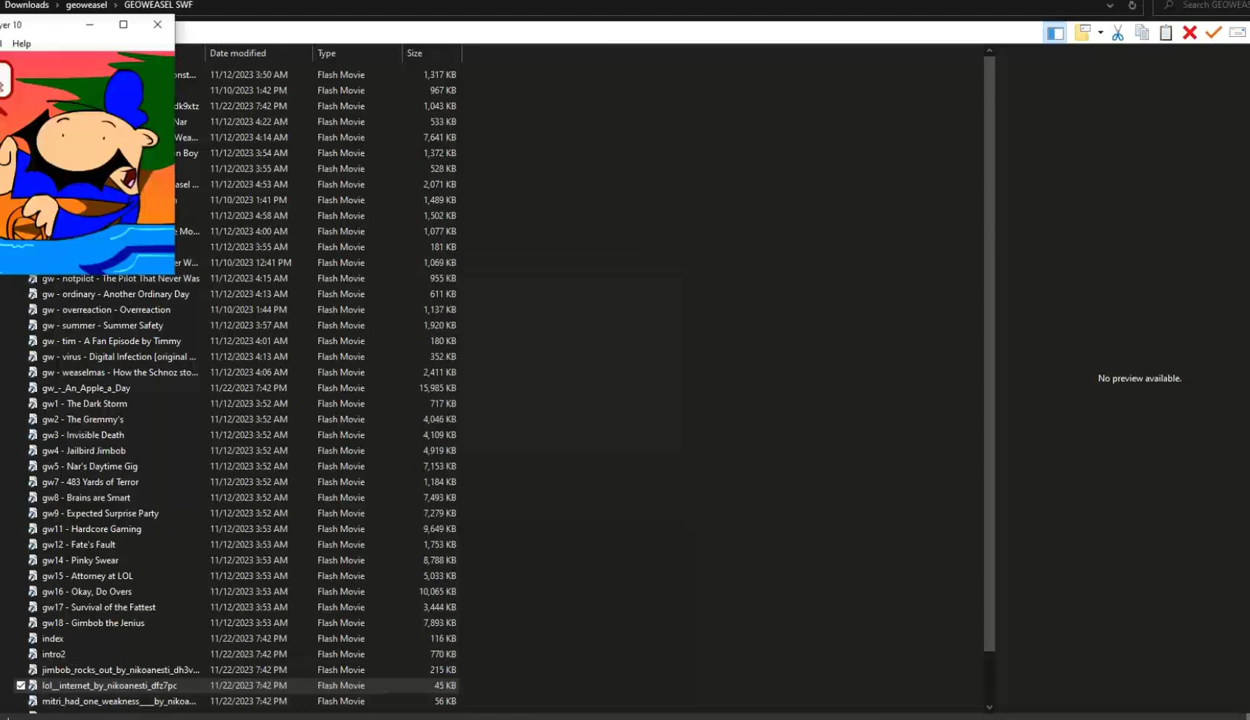 Downloads › geoweasel › GEOWEASEL SWF
Search GEOWEASEL
yer 10
Help
Date modified Type Size
onst... 11/12/2023 3:50 AM Flash Movie 1,317 KB
11/10/2023 1:42 PM Flash Movie 967 KB
dk9xtz 11/22/2023 7:42 PM Flash Movie 1,043 KB
Nar 11/12/2023 4:22 AM Flash Movie 533 KB
Wea... 11/12/2023 4:14 AM Flash Movie 7,641 KB
n Boy 11/12/2023 3:54 AM Flash Movie 1,372 KB
11/12/2023 3:55 AM Flash Movie 528 KB
asel ... 11/12/2023 4:53 AM Flash Movie 2,071 KB
11/10/2023 1:41 PM Flash Movie 1,489 KB
11/12/2023 4:58 AM Flash Movie 1,502 KB
e Mo... 11/12/2023 4:00 AM Flash Movie 1,077 KB
11/12/2023 3:55 AM Flash Movie 181 KB
er W... 11/10/2023 12:41 PM Flash Movie 1,069 KB
gw - notpilot - The Pilot That Never Was 11/12/2023 4:15 AM Flash Movie 955 KB
gw - ordinary - Another Ordinary Day 11/12/2023 4:13 AM Flash Movie 611 KB
gw - overreaction - Overreaction 11/10/2023 1:44 PM Flash Movie 1,137 KB
gw - summer - Summer Safety 11/12/2023 3:57 AM Flash Movie 1,920 KB
gw - tim - A Fan Episode by Timmy 11/12/2023 4:01 AM Flash Movie 180 KB
gw - virus - Digital Infection [original ... 11/12/2023 4:13 AM Flash Movie 352 KB
gw - weaselmas - How the Schnoz sto... 11/12/2023 4:06 AM Flash Movie 2,411 KB
gw_-_An_Apple_a_Day 11/22/2023 7:42 PM Flash Movie 15,985 KB
gw1 - The Dark Storm 11/12/2023 3:52 AM Flash Movie 717 KB
gw2 - The Gremmy's 11/12/2023 3:52 AM Flash Movie 4,046 KB
gw3 - Invisible Death 11/12/2023 3:52 AM Flash Movie 4,109 KB
gw4 - Jailbird Jimbob 11/12/2023 3:52 AM Flash Movie 4,919 KB
gw5 - Nar's Daytime Gig 11/12/2023 3:52 AM Flash Movie 7,153 KB
gw7 - 483 Yards of Terror 11/12/2023 3:52 AM Flash Movie 1,184 KB
gw8 - Brains are Smart 11/12/2023 3:52 AM Flash Movie 7,493 KB
gw9 - Expected Surprise Party 11/12/2023 3:52 AM Flash Movie 7,279 KB
gw11 - Hardcore Gaming 11/12/2023 3:53 AM Flash Movie 9,649 KB
gw12 - Fate's Fault 11/12/2023 3:53 AM Flash Movie 1,753 KB
gw14 - Pinky Swear 11/12/2023 3:53 AM Flash Movie 8,788 KB
gw15 - Attorney at LOL 11/12/2023 3:53 AM Flash Movie 5,033 KB
gw16 - Okay, Do Overs 11/12/2023 3:53 AM Flash Movie 10,065 KB
gw17 - Survival of the Fattest 11/12/2023 3:53 AM Flash Movie 3,444 KB
gw18 - Gimbob the Jenius 11/12/2023 3:53 AM Flash Movie 7,893 KB
index 11/22/2023 7:42 PM Flash Movie 116 KB
intro2 11/22/2023 7:42 PM Flash Movie 770 KB
jimbob_rocks_out_by_nikoanesti_dh3v... 11/22/2023 7:42 PM Flash Movie 215 KB
lol__internet_by_nikoanesti_dfz7pc 11/22/2023 7:42 PM Flash Movie 45 KB
mitri_had_one_weakness____by_nikoa... 11/22/2023 7:42 PM Flash Movie 56 KB
No preview available.